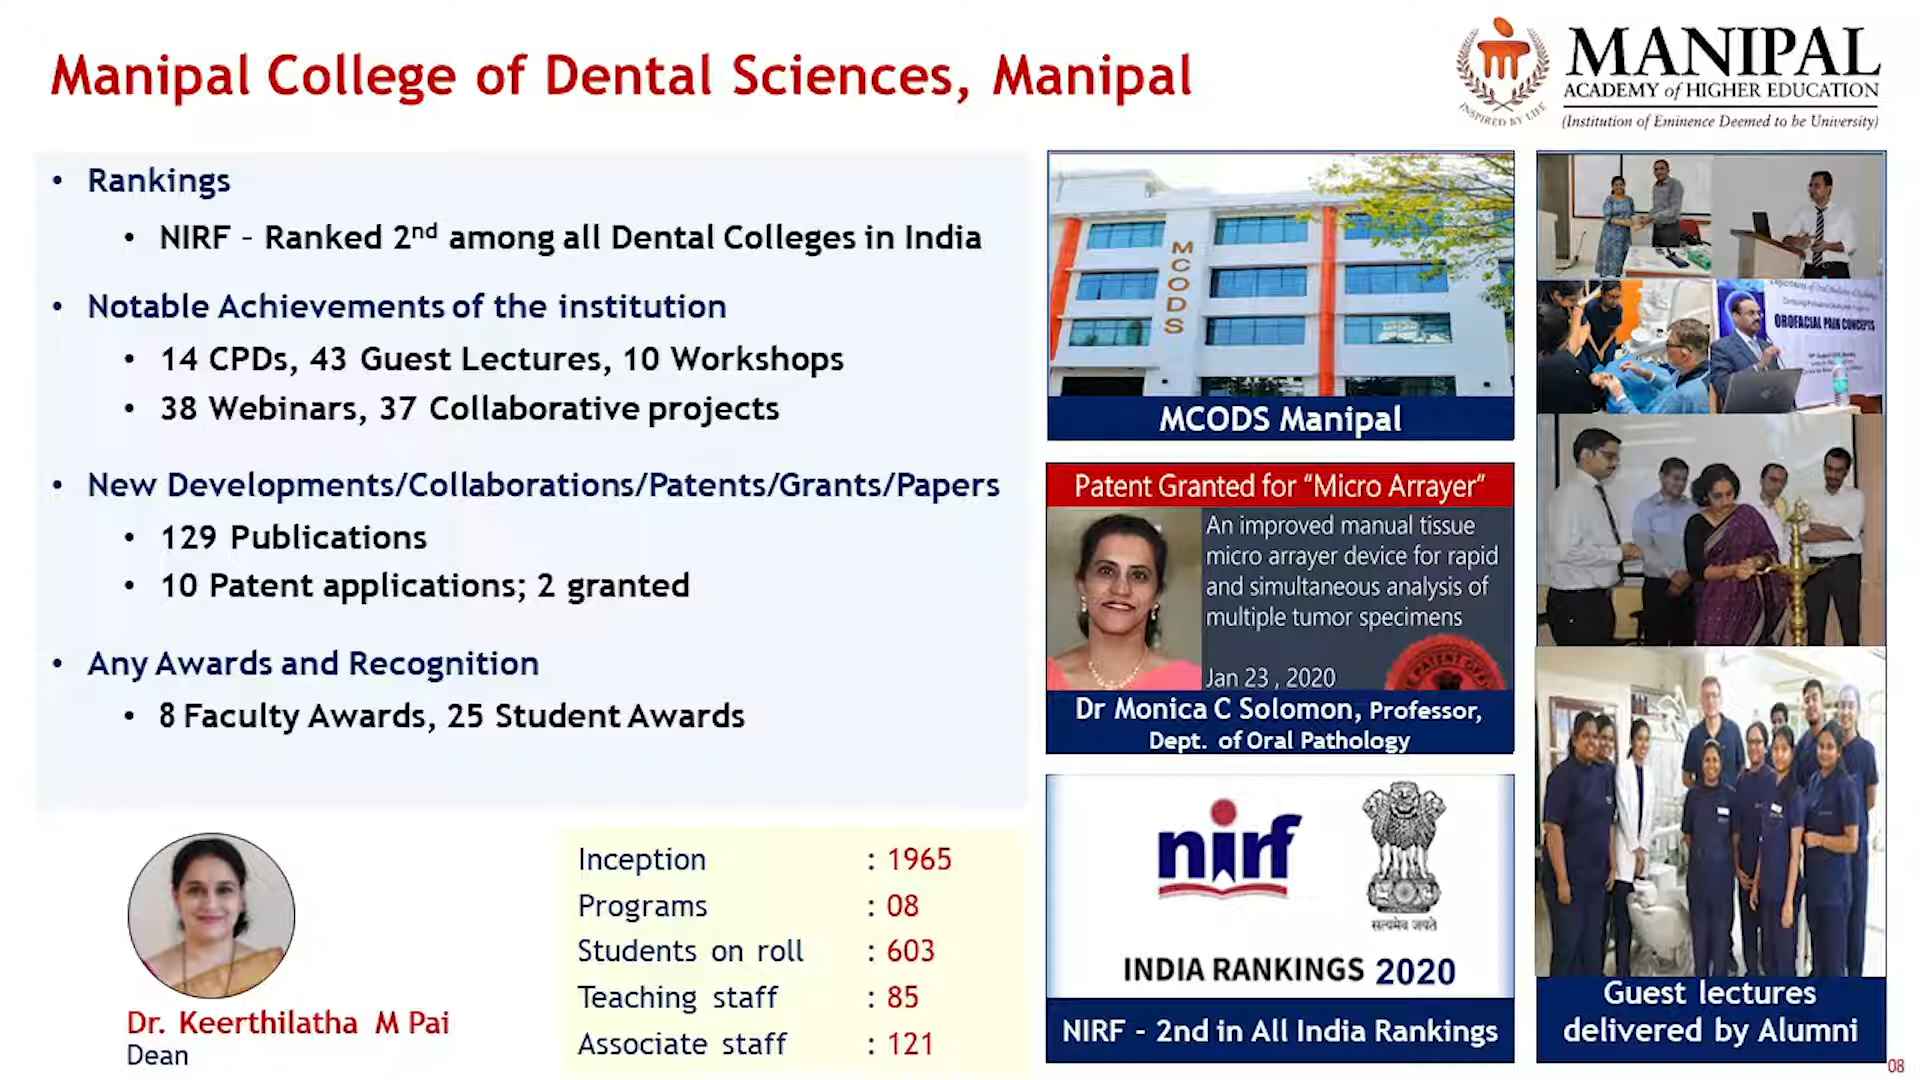 Manipal College of Dental Sciences, Manipal
INSPIRED BY LIFE
MANIPAL
ACADEMY of HIGHER EDUCATION
(Institution of Eminence Deemed to be University)
• Rankings
• NIRF – Ranked 2nd among all Dental Colleges in India
• Notable Achievements of the institution
• 14 CPDs, 43 Guest Lectures, 10 Workshops
• 38 Webinars, 37 Collaborative projects
• New Developments/Collaborations/Patents/Grants/Papers
• 129 Publications
• 10 Patent applications; 2 granted
• Any Awards and Recognition
• 8 Faculty Awards, 25 Student Awards
Dr. Keerthilatha M Pai
Dean
Inception : 1965
Programs : 08
Students on roll : 603
Teaching staff : 85
Associate staff : 121
MCODS
MCODS Manipal
Patent Granted for “Micro Arrayer”
An improved manual tissue
micro arrayer device for rapid
and simultaneous analysis of
multiple tumor specimens
Jan 23 , 2020
Dr Monica C Solomon, Professor,
Dept. of Oral Pathology
nirf
सत्यमेव जयते
INDIA RANKINGS 2020
NIRF – 2nd in All India Rankings
OROFACIAL PAIN CONCEPTS
Guest lectures
delivered by Alumni
08